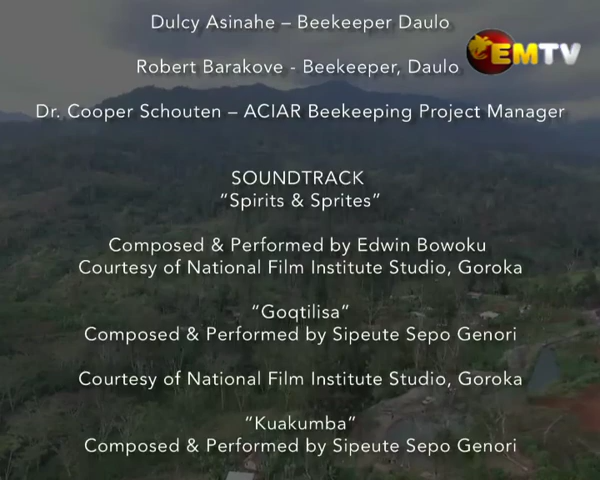 Dulcy Asinahe – Beekeeper Daulo
EMTV
Robert Barakove - Beekeeper, Daulo
Dr. Cooper Schouten – ACIAR Beekeeping Project Manager
SOUNDTRACK
“Spirits & Sprites”
Composed & Performed by Edwin Bowoku
Courtesy of National Film Institute Studio, Goroka
“Goqtilisa”
Composed & Performed by Sipeute Sepo Genori
Courtesy of National Film Institute Studio, Goroka
“Kuakumba”
Composed & Performed by Sipeute Sepo Genori